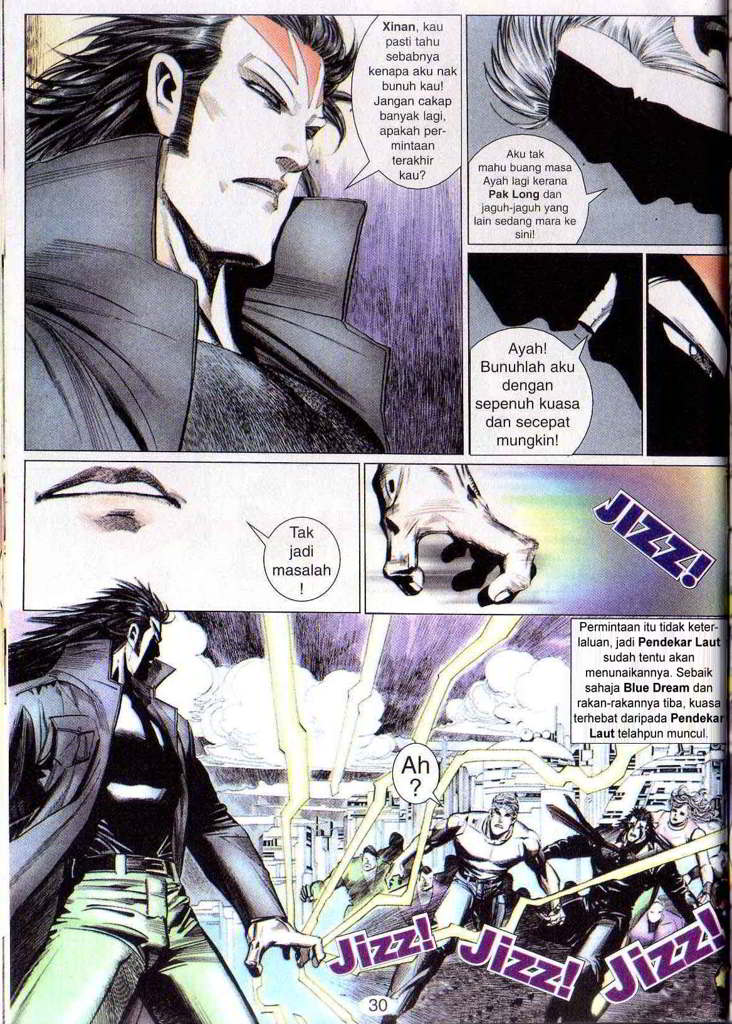 Xinan, kau
pasti tahu
sebabnya
kenapa aku nak
bunuh kau!
Jangan cakap
banyak lagi,
apakah per-
mintaan
terakhir
kau?
Aku tak
mahu buang masa
Ayah lagi kerana
Pak Long dan
jaguh-jaguh yang
lain sedang mara ke
sini!
Ayah!
Bunuhlah aku
dengan
sepenuh kuasa
dan secepat
mungkin!
Tak
jadi
masalah
!
JIZZ!
Permintaan itu tidak keter-
laluan, jadi Pendekar Laut
sudah tentu akan
menunaikannya. Sebaik
sahaja Blue Dream dan
rakan-rakannya tiba, kuasa
terhebat daripada Pendekar
Laut telahpun muncul.
Ah
?
Jizz! Jizz! Jizz!
30